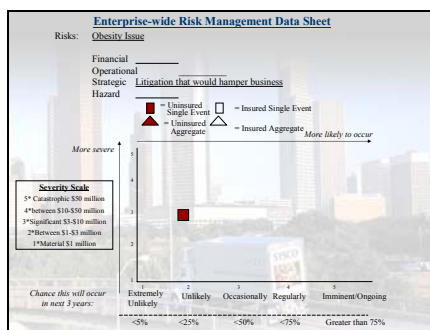 Enterprise-wide Risk Management Data Sheet
Risks: Obesity Issue
Financial
Operational
Strategic Litigation that would hamper business
Hazard
= Uninsured Single Event
= Insured Single Event
= Uninsured Aggregate
= Insured Aggregate
More likely to occur
More severe
5
4
3
2
1
Severity Scale
5* Catastrophic $50 million
4*between $10-$50 million
3*Significant $3-$10 million
2*Between $1-$3 million
1*Material $1 million
1 2 3 4 5
Chance this will occur in next 3 years:
Extremely Unlikely
Unlikely
Occasionally
Regularly
Imminent/Ongoing
<5% <25% <50% <75% Greater than 75%
SYSCO